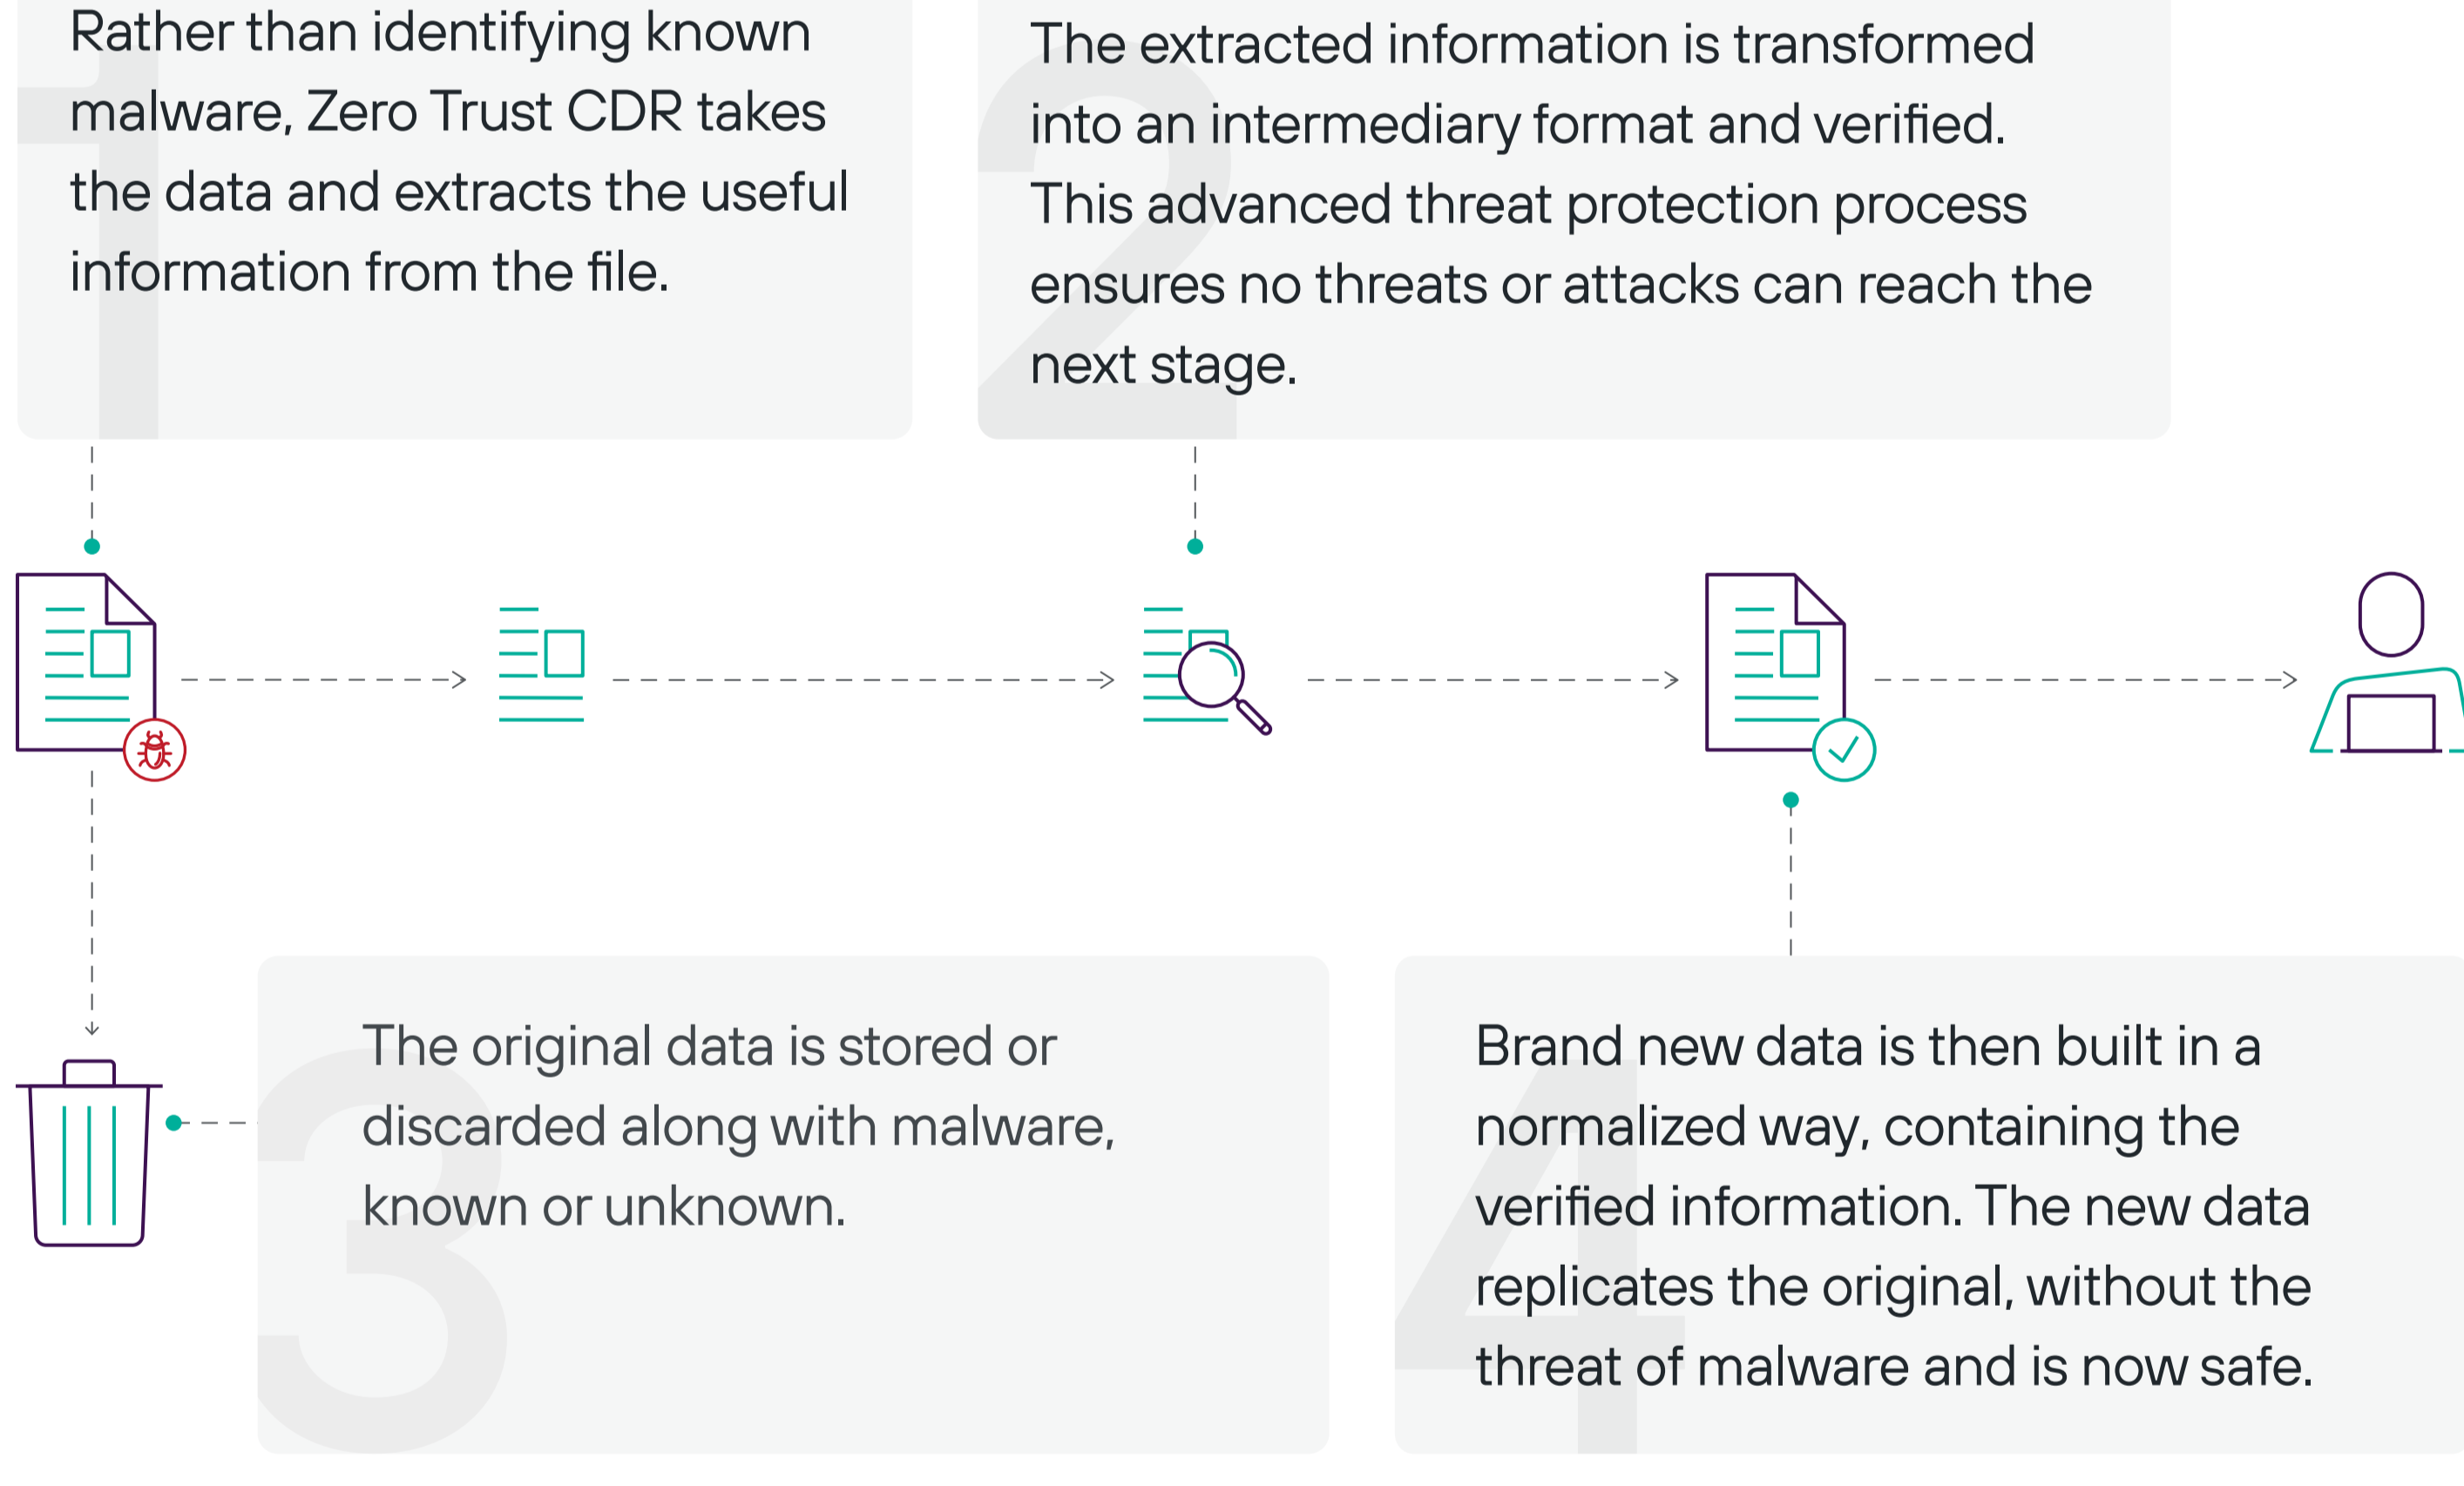 1
Rather than identifying known
malware, Zero Trust CDR takes
the data and extracts the useful
information from the file.
2
The extracted information is transformed
into an intermediary format and verified.
This advanced threat protection process
ensures no threats or attacks can reach the
next stage.
3
The original data is stored or
discarded along with malware,
known or unknown.
4
Brand new data is then built in a
normalized way, containing the
verified information. The new data
replicates the original, without the
threat of malware and is now safe.